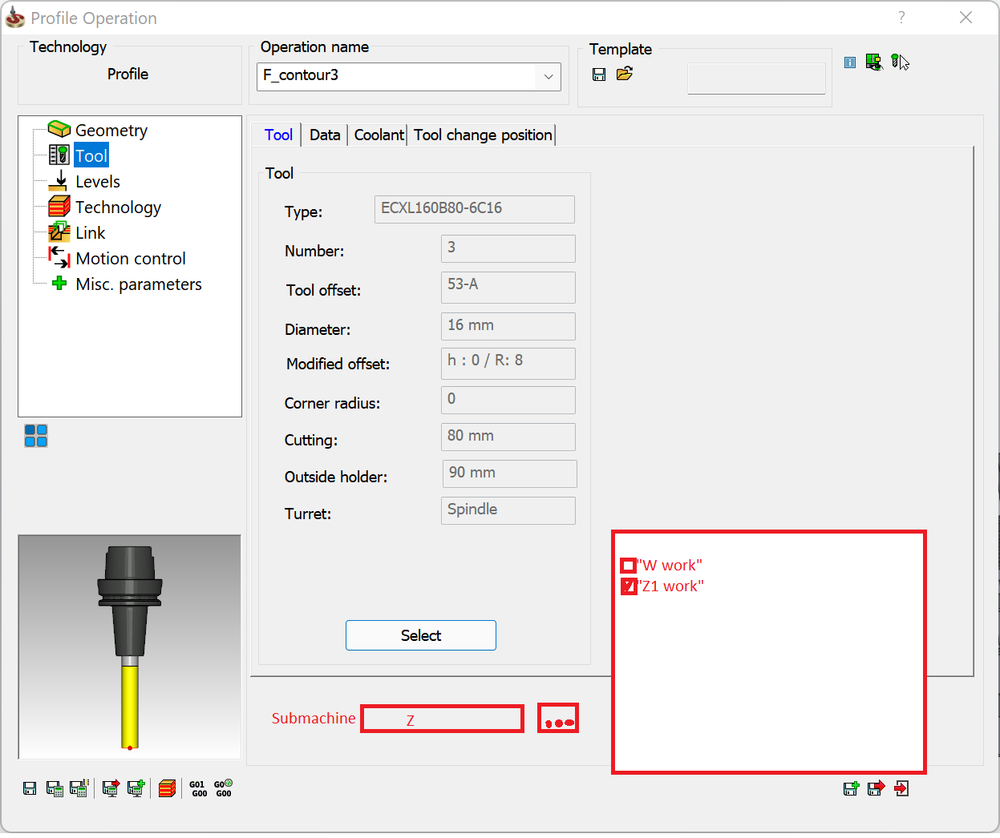 Profile Operation
?
Technology
Profile
Operation name
F_contour3
Template
Geometry
Tool
Levels
Technology
Link
Motion control
Misc. parameters
Tool Data Coolant Tool change position
Tool
Type: ECXL160B80-6C16
Number: 3
Tool offset: 53-A
Diameter: 16 mm
Modified offset: h : 0 / R: 8
Corner radius: 0
Cutting: 80 mm
Outside holder: 90 mm
Turret: Spindle
Select
"W work"
"Z1 work"
Submachine Z ...
G01
G00
G0
G00